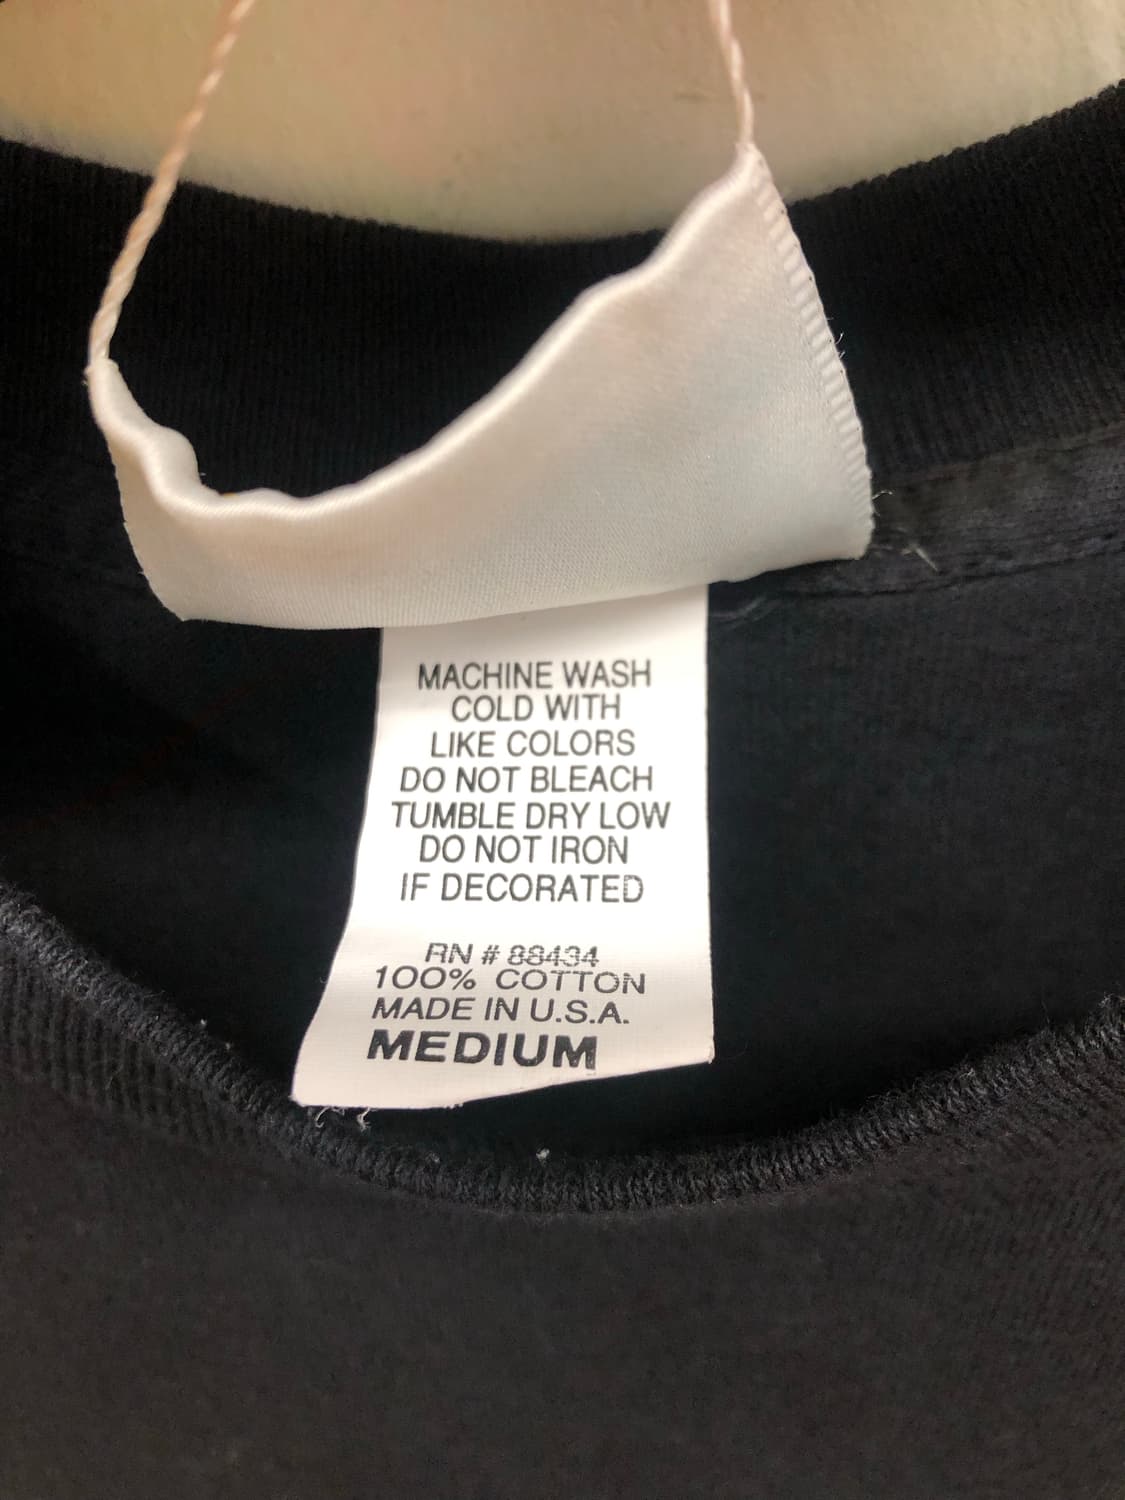 MACHINE WASH
COLD WITH
LIKE COLORS
DO NOT BLEACH
TUMBLE DRY LOW
DO NOT IRON
IF DECORATED
RN # 88434
100% COTTON
MADE IN U.S.A.
MEDIUM